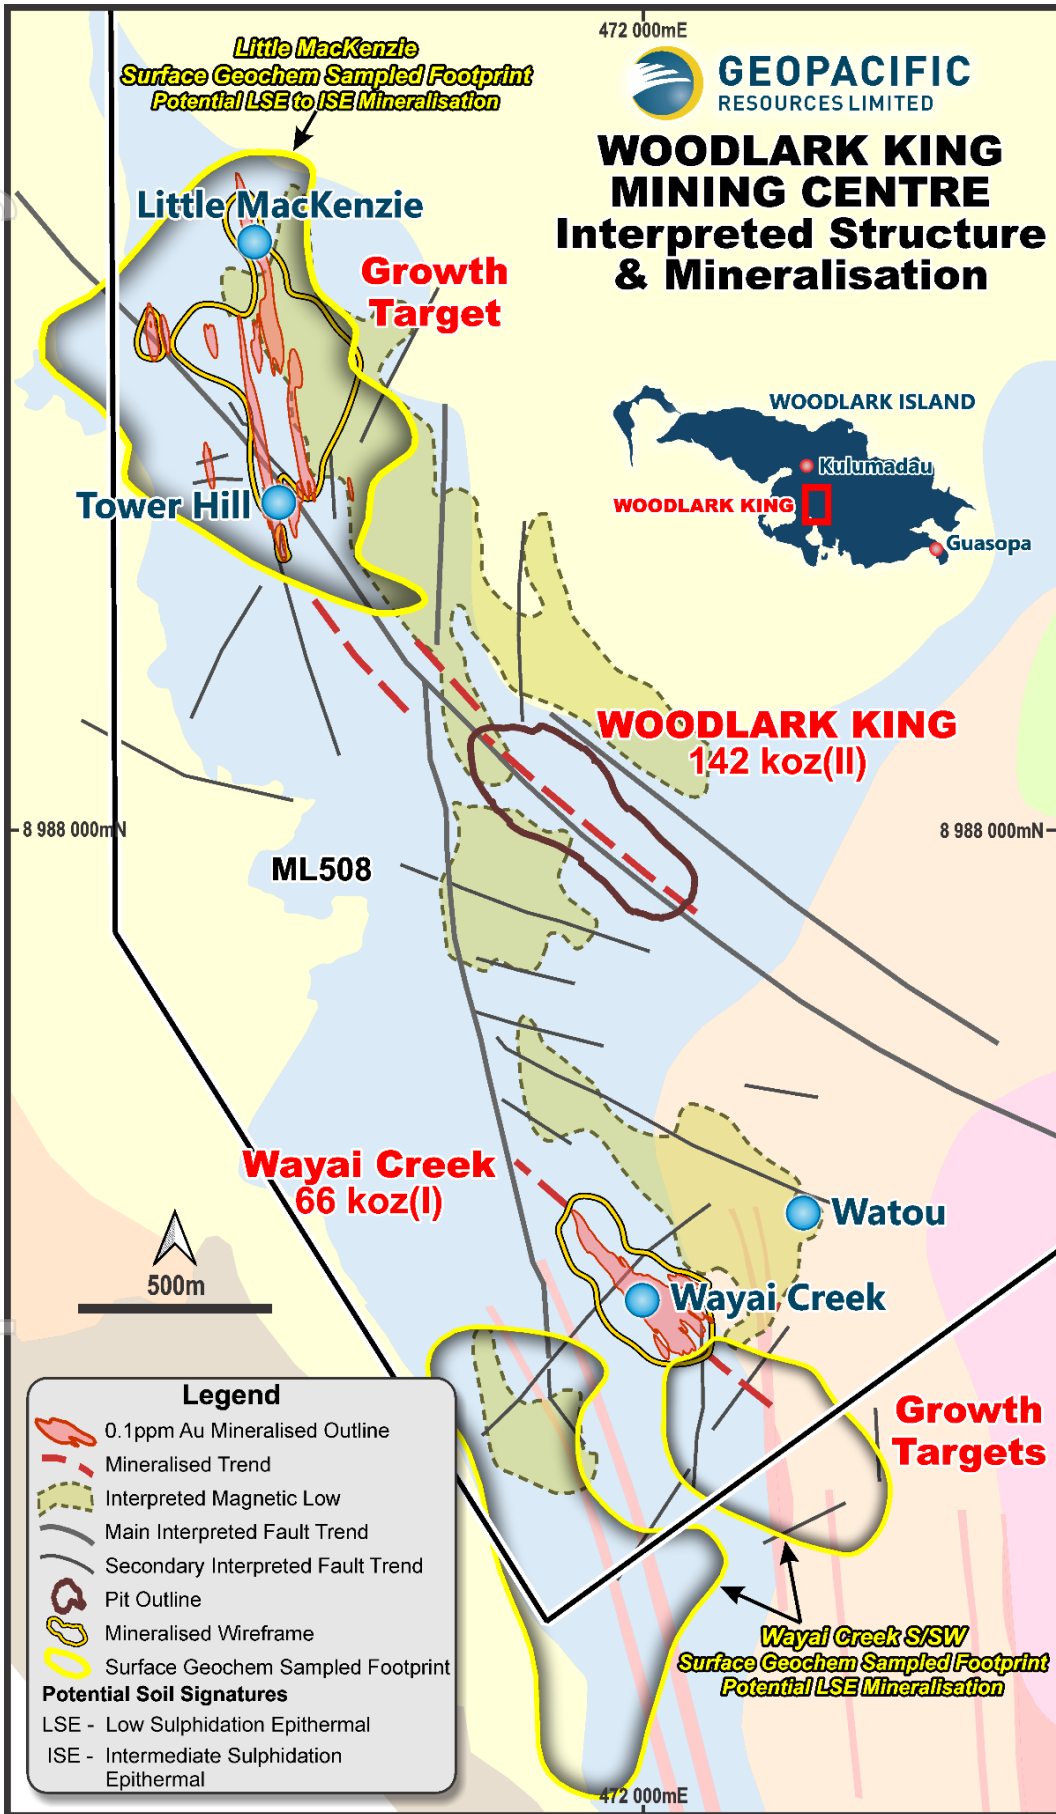 472 000mE
Little MacKenzie
Surface Geochem Sampled Footprint
Potential LSE to ISE Mineralisation
GEOPACIFIC
RESOURCES LIMITED
WOODLARK KING
MINING CENTRE
Interpreted Structure
& Mineralisation
Little MacKenzie
Growth
Target
WOODLARK ISLAND
Kulumadau
WOODLARK KING
Guasopa
Tower Hill
WOODLARK KING
142 koz(II)
8 988 000mN
8 988 000mN
ML508
Wayai Creek
66 koz(I)
Watou
500m
Wayai Creek
Growth
Targets
Legend
0.1ppm Au Mineralised Outline
Mineralised Trend
Interpreted Magnetic Low
Main Interpreted Fault Trend
Secondary Interpreted Fault Trend
Pit Outline
Mineralised Wireframe
Surface Geochem Sampled Footprint
Potential Soil Signatures
LSE - Low Sulphidation Epithermal
ISE - Intermediate Sulphidation
Epithermal
Wayai Creek S/SW
Surface Geochem Sampled Footprint
Potential LSE Mineralisation
472 000mE